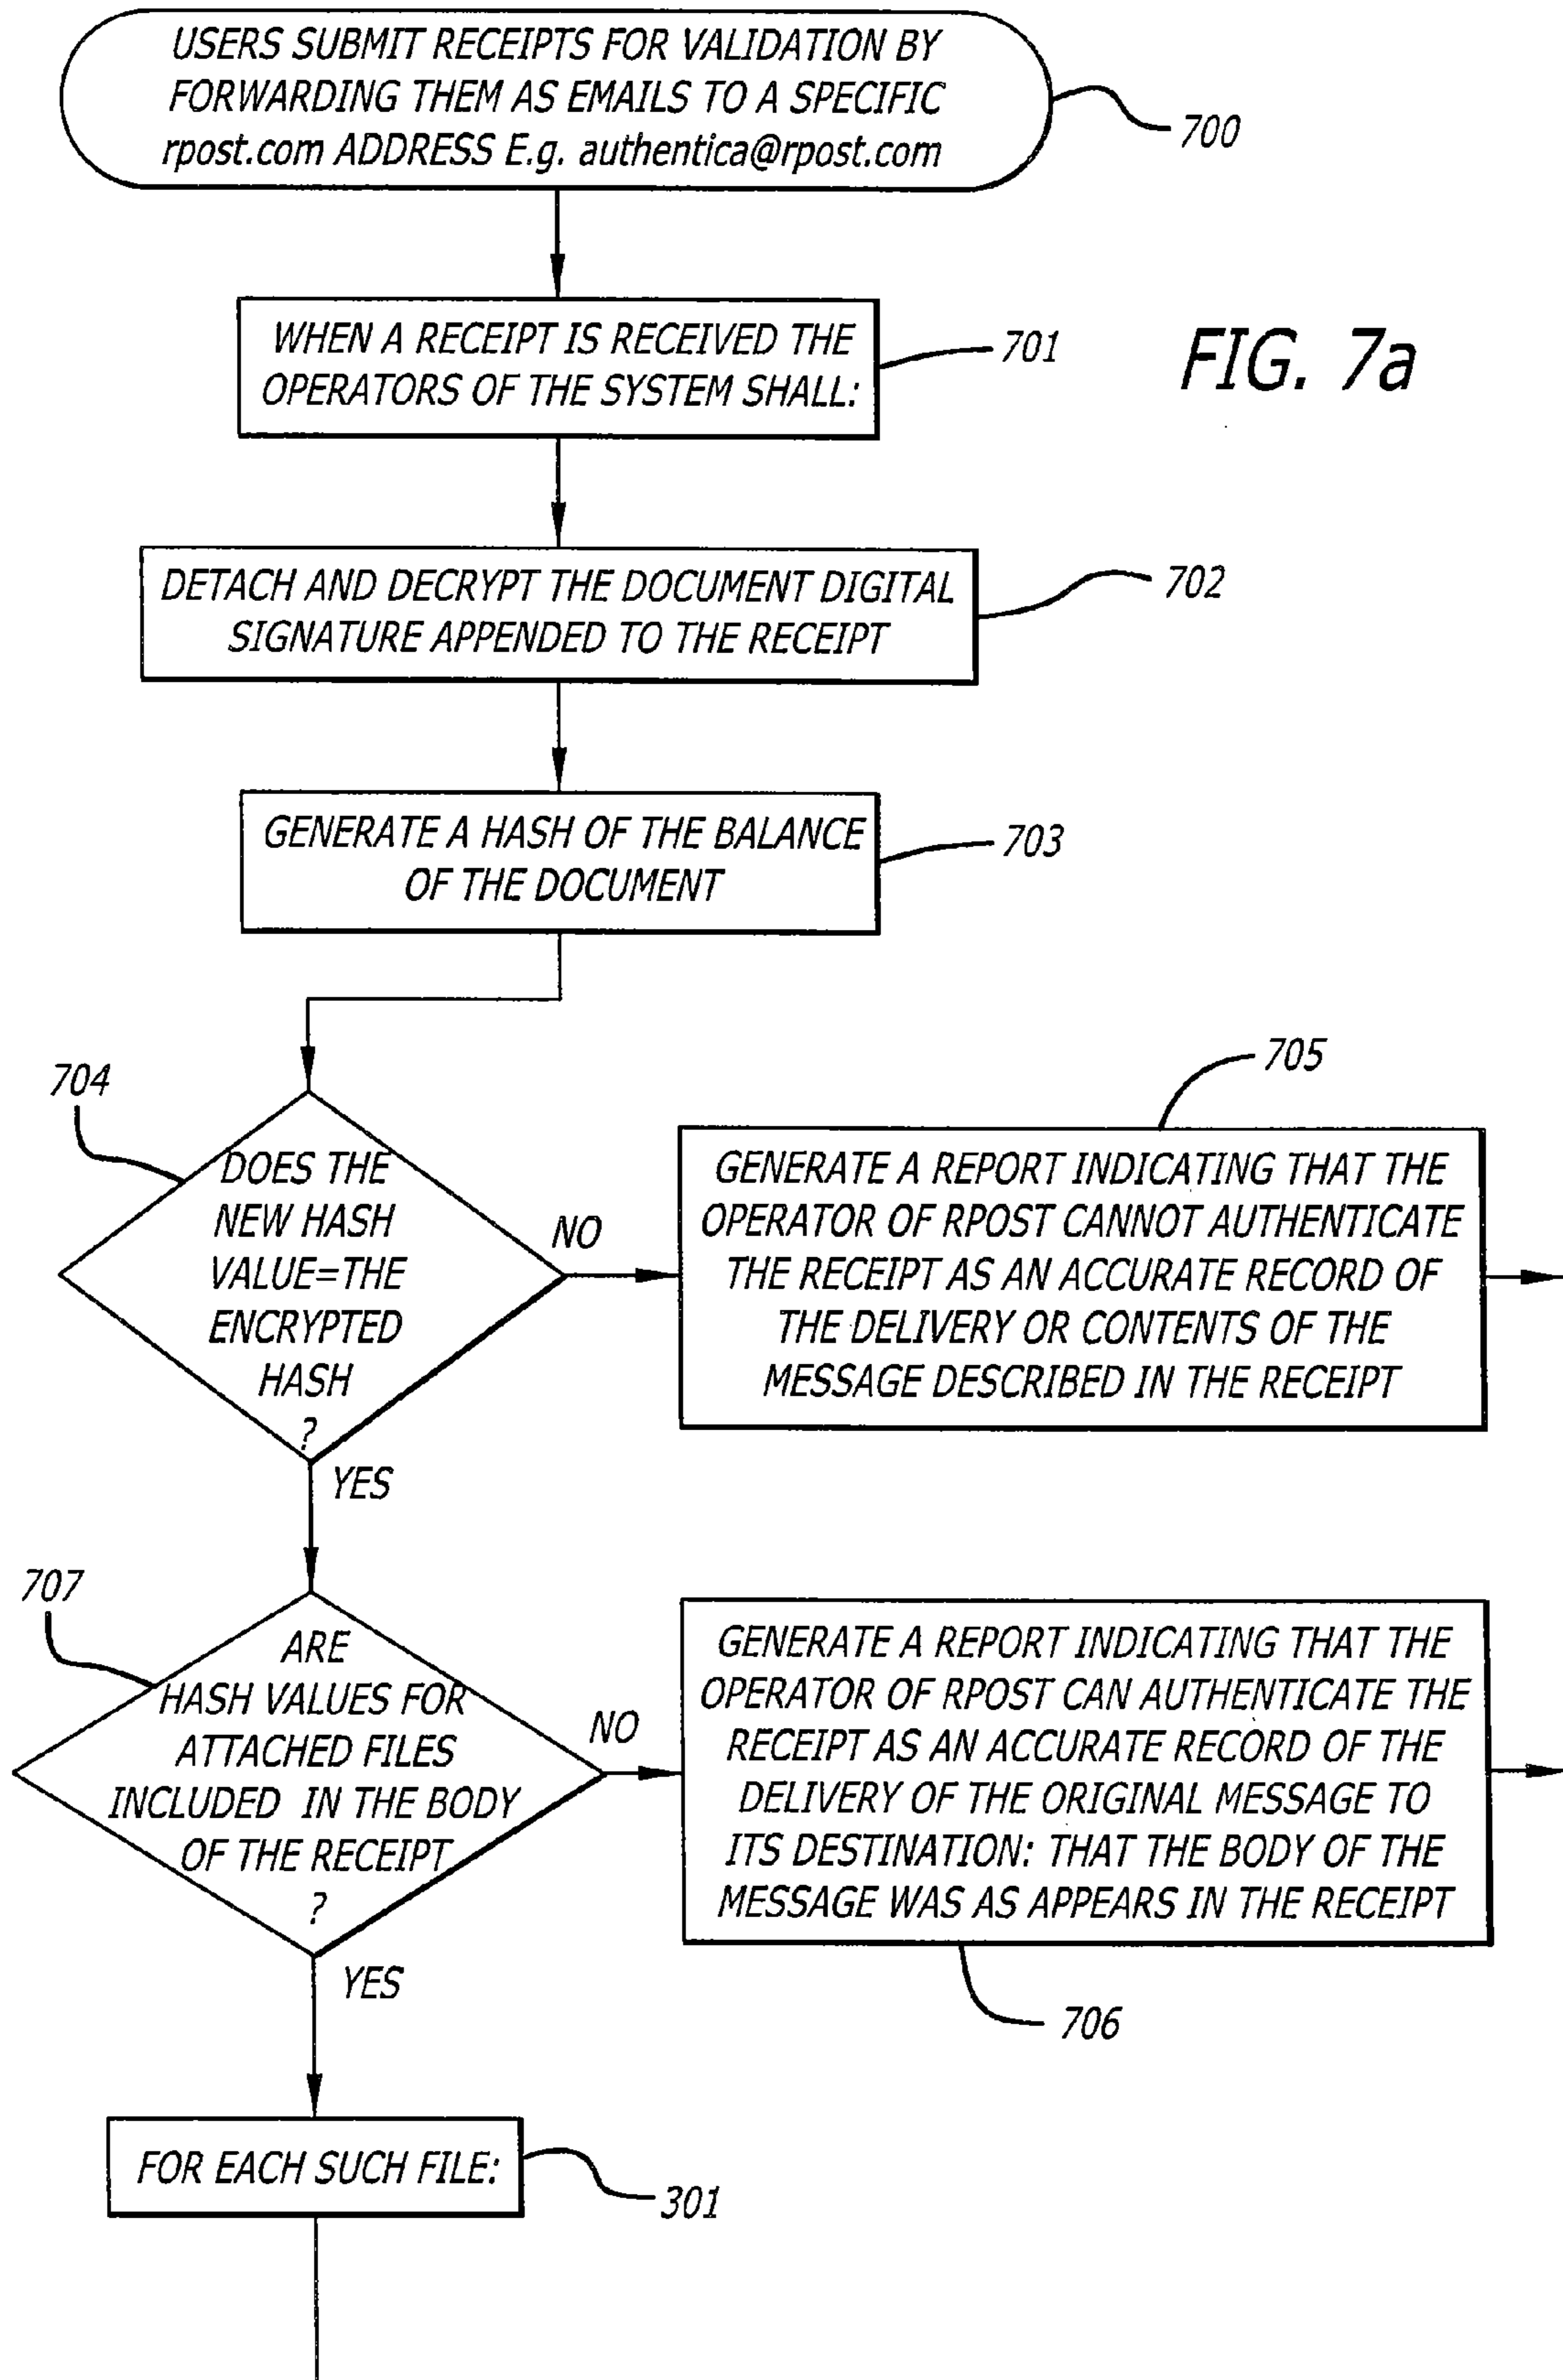 USERS SUBMIT RECEIPTS FOR VALIDATION BY
FORWARDING THEM AS EMAILS TO A SPECIFIC
rpost.com ADDRESS E.g. authentica@rpost.com
700
WHEN A RECEIPT IS RECEIVED THE
OPERATORS OF THE SYSTEM SHALL:
701
FIG. 7a
DETACH AND DECRYPT THE DOCUMENT DIGITAL
SIGNATURE APPENDED TO THE RECEIPT
702
GENERATE A HASH OF THE BALANCE
OF THE DOCUMENT
703
704
DOES THE
NEW HASH
VALUE=THE
ENCRYPTED
HASH
?
NO
YES
705
GENERATE A REPORT INDICATING THAT THE
OPERATOR OF RPOST CANNOT AUTHENTICATE
THE RECEIPT AS AN ACCURATE RECORD OF
THE DELIVERY OR CONTENTS OF THE
MESSAGE DESCRIBED IN THE RECEIPT
707
ARE
HASH VALUES FOR
ATTACHED FILES
INCLUDED IN THE BODY
OF THE RECEIPT
?
NO
YES
GENERATE A REPORT INDICATING THAT THE
OPERATOR OF RPOST CAN AUTHENTICATE THE
RECEIPT AS AN ACCURATE RECORD OF THE
DELIVERY OF THE ORIGINAL MESSAGE TO
ITS DESTINATION: THAT THE BODY OF THE
MESSAGE WAS AS APPEARS IN THE RECEIPT
706
FOR EACH SUCH FILE:
301